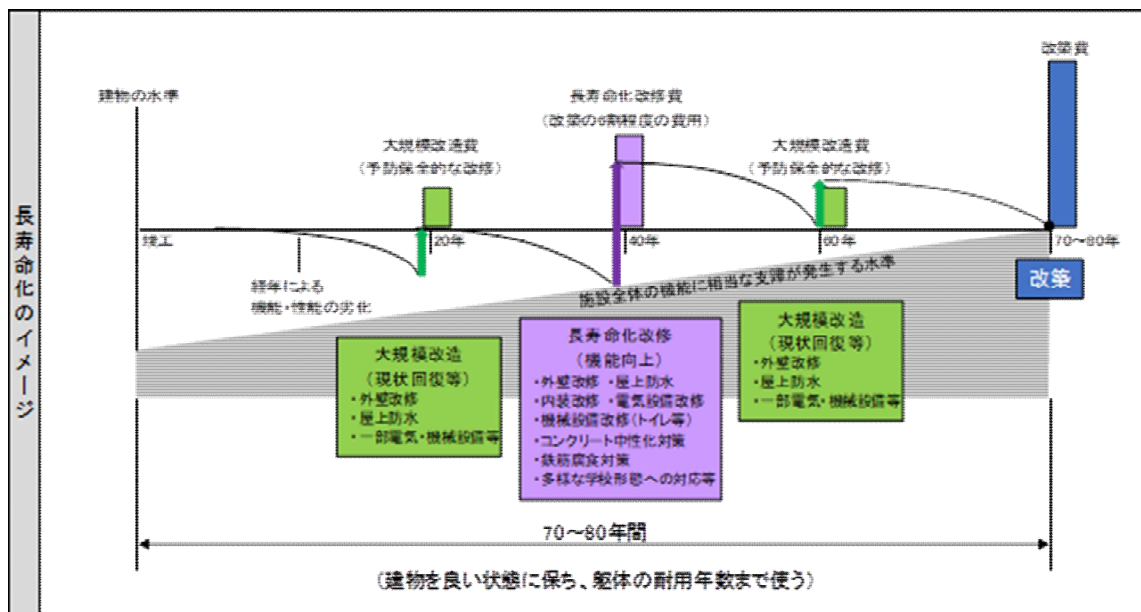 長寿命化のイメージ
改築費
建物の水準
長寿命化改修費
(改築の6割程度の費用)
大規模改造費
(予防保全的な改修)
大規模改造費
(予防保全的な改修)
竣工
20年
40年
60年
70～80年
経年による
機能・性能の劣化
施設全体の機能に相当な支障が発生する水準
改築
大規模改造
(現状回復等)
・外壁改修
・屋上防水
・一部電気・機械設備等
長寿命化改修
(機能向上)
・外壁改修 ・屋上防水
・内装改修 ・電気設備改修
・機械設備改修(トイレ等)
・コンクリート中性化対策
・鉄筋腐食対策
・多様な学校形態への対応等
大規模改造
(現状回復等)
・外壁改修
・屋上防水
・一部電気・機械設備等
70～80年間
(建物を良い状態に保ち、躯体の耐用年数まで使う)